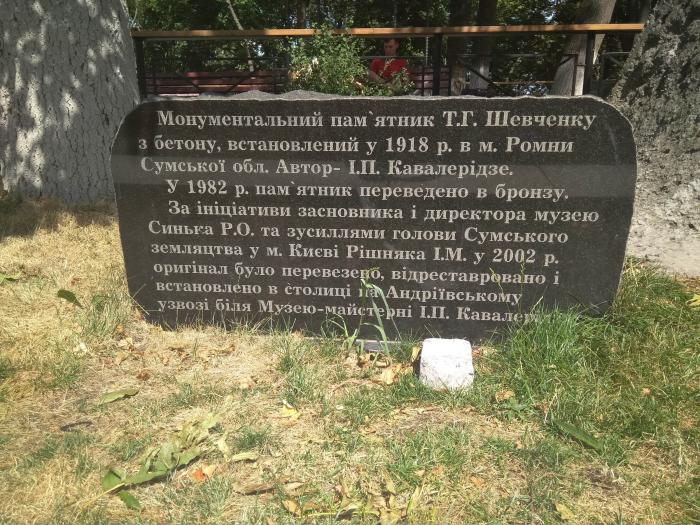 Монументальний пам`ятник Т.Г. Шевченку
з бетону, встановлений у 1918 р. в м. Ромни
Сумської обл. Автор- І.П. Кавалерідзе.
У 1982 р. пам`ятник переведено в бронзу.
За ініціативи засновника і директора музею
Синька Р.О. та зусиллями голови Сумського
земляцтва у м. Києві Рішняка І.М. у 2002 р.
оригінал було перевезено, відреставровано і
встановлено в столиці на Андріївському
узвозі біля Музею-майстерні І.П.